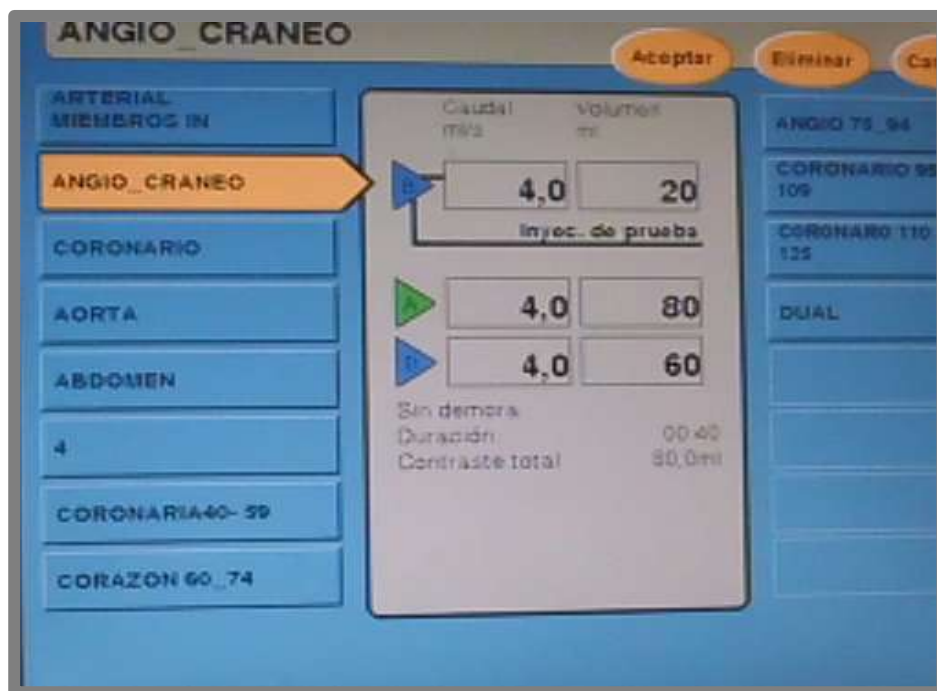 ANGIO_CRANEO
Aceptar
Eliminar
ARTERIAL
MIEMBROS IN
ANGIO_CRANEO
CORONARIO
AORTA
ABDOMEN
4
CORONARIA40- 59
CORAZON 60_74
Caudal Volumen
ml/s ml
B 4,0 20
Inyec. de prueba
A 4,0 80
B 4,0 60
Sin demora
Duración 00:40
Contraste total 80,0ml
ANGIO 75_94
CORONARIO 95
109
CORONARO 110
125
DUAL